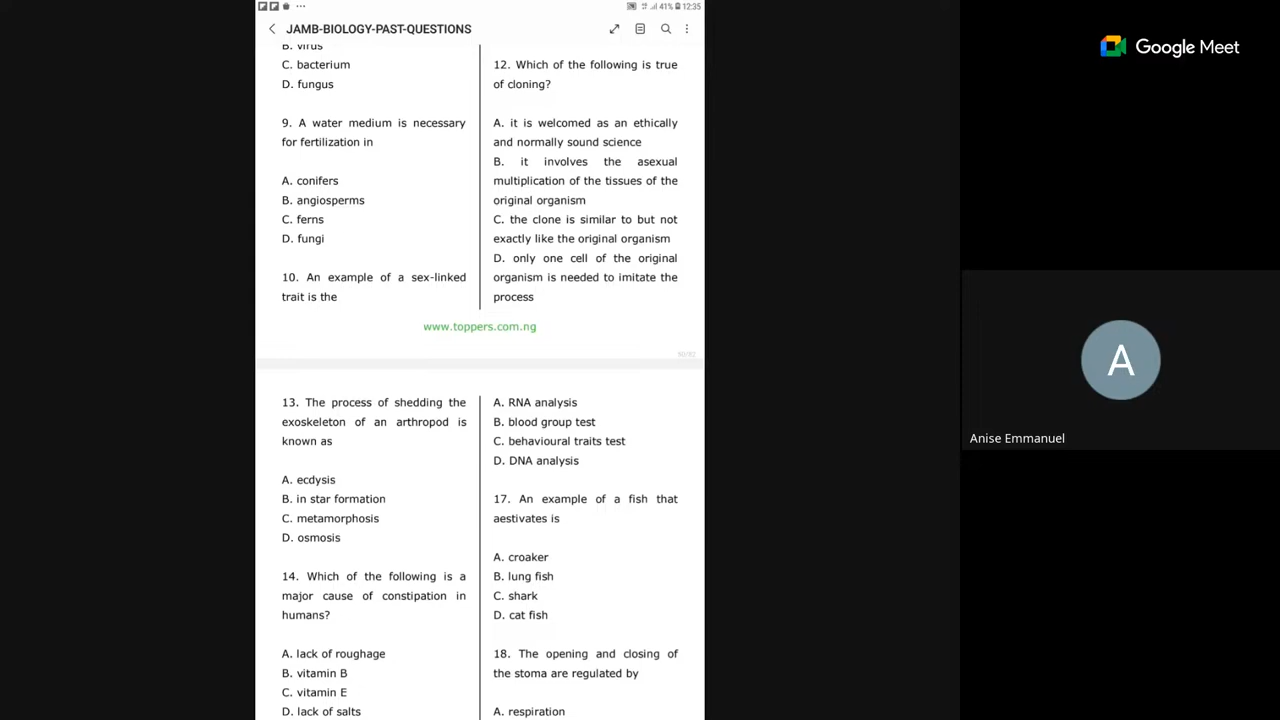 41% 12:35
JAMB-BIOLOGY-PAST-QUESTIONS
B. virus
C. bacterium
D. fungus
9. A water medium is necessary
for fertilization in
A. conifers
B. angiosperms
C. ferns
D. fungi
10. An example of a sex-linked
trait is the
12. Which of the following is true
of cloning?
A. it is welcomed as an ethically
and normally sound science
B. it involves the asexual
multiplication of the tissues of the
original organism
C. the clone is similar to but not
exactly like the original organism
D. only one cell of the original
organism is needed to imitate the
process
www.toppers.com.ng
50/82
13. The process of shedding the
exoskeleton of an arthropod is
known as
A. ecdysis
B. in star formation
C. metamorphosis
D. osmosis
14. Which of the following is a
major cause of constipation in
humans?
A. lack of roughage
B. vitamin B
C. vitamin E
D. lack of salts
A. RNA analysis
B. blood group test
C. behavioural traits test
D. DNA analysis
17. An example of a fish that
aestivates is
A. croaker
B. lung fish
C. shark
D. cat fish
18. The opening and closing of
the stoma are regulated by
A. respiration
Google Meet
A
Anise Emmanuel